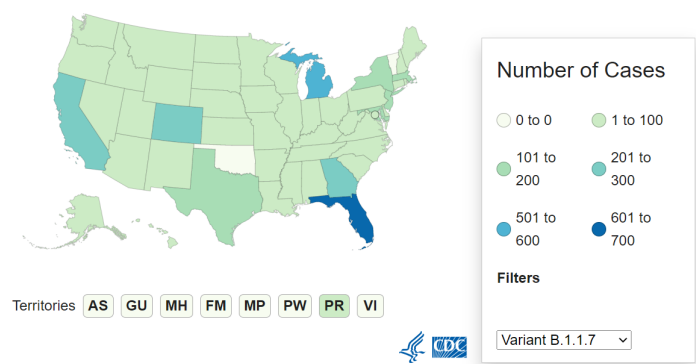 Number of Cases
0 to 0
1 to 100
101 to
200
201 to
300
501 to
600
601 to
700
Filters
Variant B.1.1.7
Territories AS GU MH FM MP PW PR VI
CDC